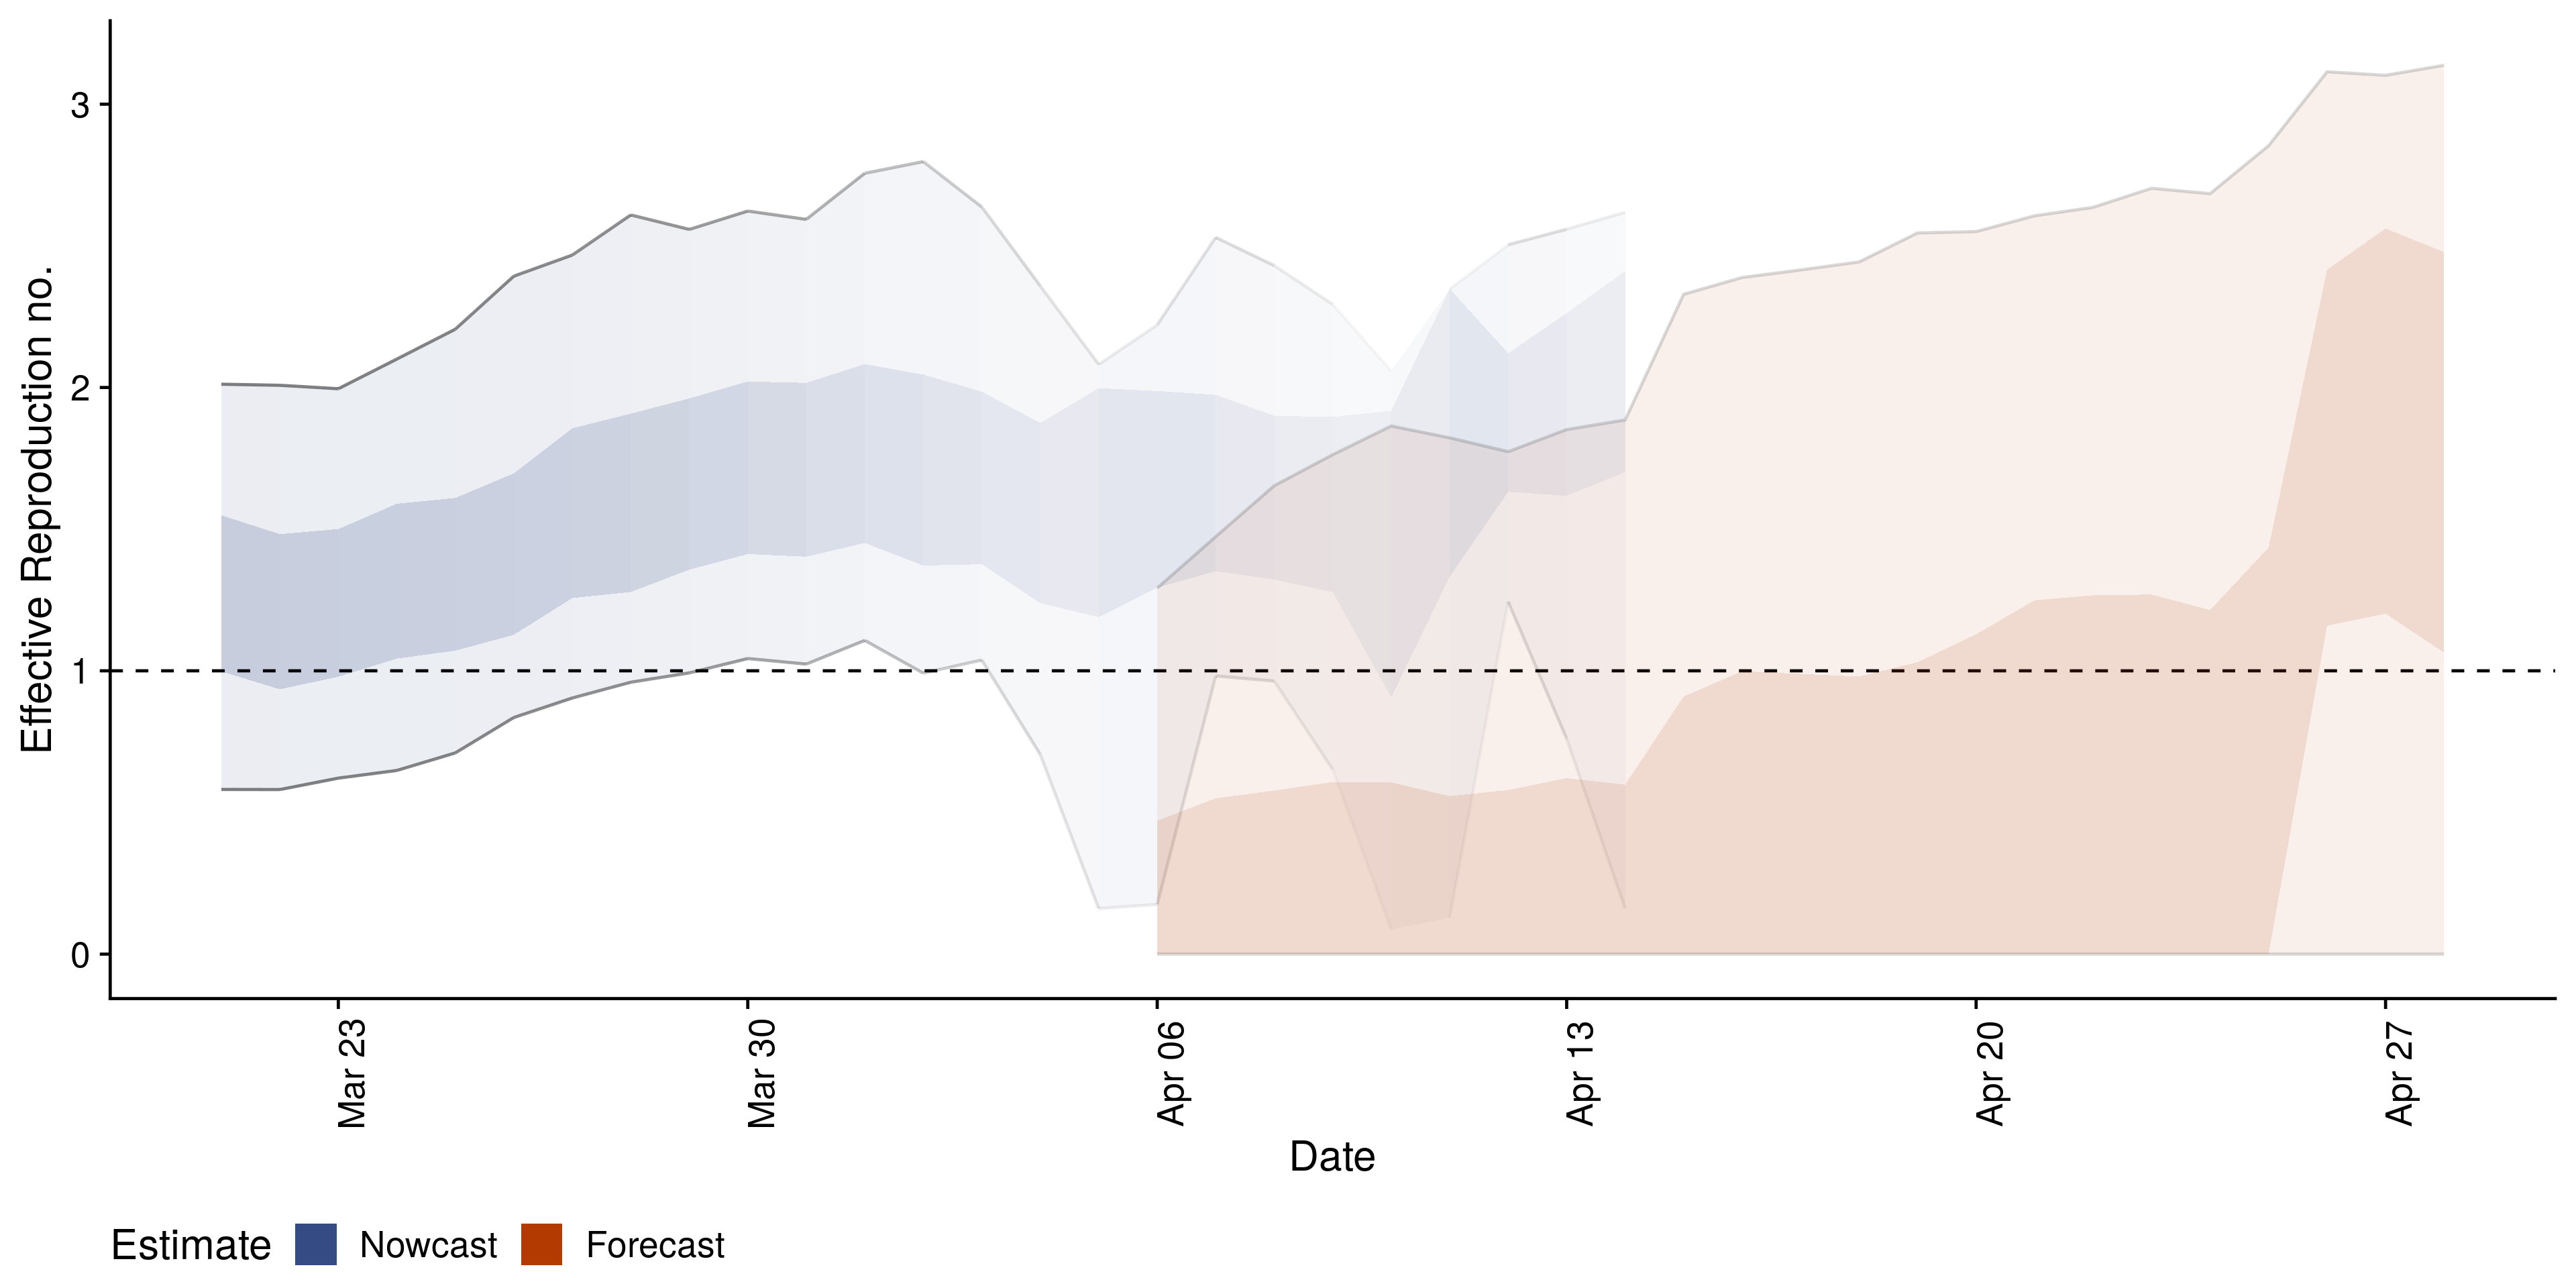 Effective Reproduction no.
3
2
1
0
Mar 23
Mar 30
Apr 06
Apr 13
Apr 20
Apr 27
Date
Estimate Nowcast Forecast